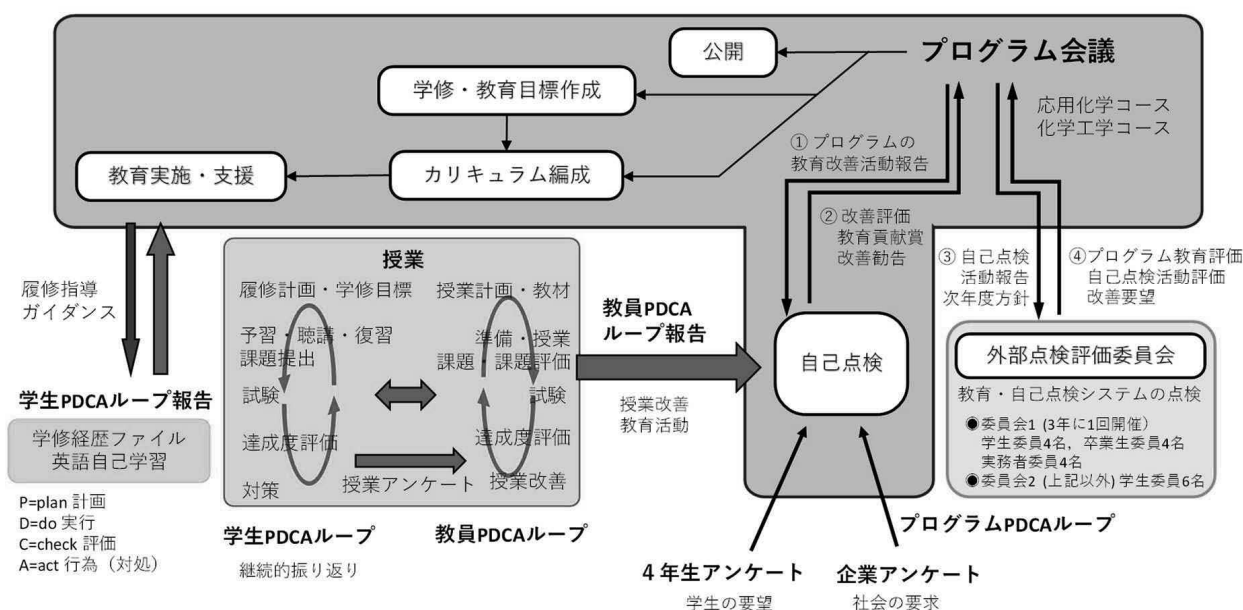 プログラム会議
公開
学修・教育目標作成
応用化学コース
化学工学コース
①プログラムの
教育改善活動報告
教育実施・支援
カリキュラム編成
②改善評価
教育貢献賞
改善勧告
③自己点検
活動報告
次年度方針
④プログラム教育評価
自己点検活動評価
改善要望
履修指導
ガイダンス
授業
履修計画・学修目標
予習・聴講・復習
課題提出
試験
達成度評価
対策
授業計画・教材
準備・授業
課題・課題評価
試験
達成度評価
授業改善
授業アンケート
教員PDCA
ループ報告
授業改善
教育活動
自己点検
外部点検評価委員会
教育・自己点検システムの点検
●委員会1 (3年に1回開催)
学生委員4名，卒業生委員4名
実務者委員4名
●委員会2 (上記以外) 学生委員6名
学生PDCAループ報告
学修経歴ファイル
英語自己学習
P=plan 計画
D=do 実行
C=check 評価
A=act 行為（対処）
学生PDCAループ
継続的振り返り
教員PDCAループ
プログラムPDCAループ
４年生アンケート
学生の要望
企業アンケート
社会の要求